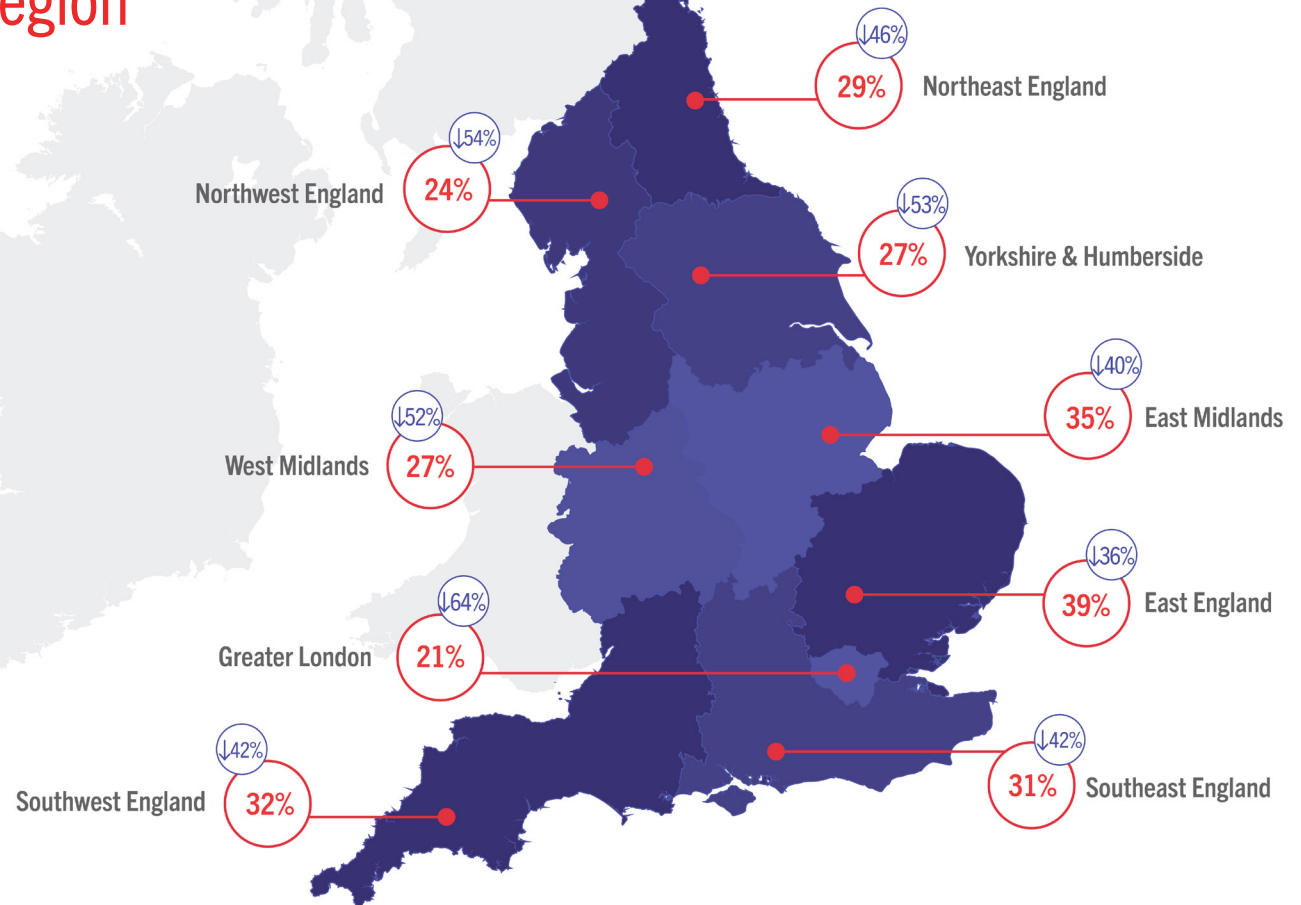 egion
↓46%
29%
Northeast England
↓54%
24%
Northwest England
↓53%
27%
Yorkshire & Humberside
↓40%
35%
East Midlands
↓52%
27%
West Midlands
↓36%
39%
East England
↓64%
21%
Greater London
↓42%
32%
Southwest England
↓42%
31%
Southeast England